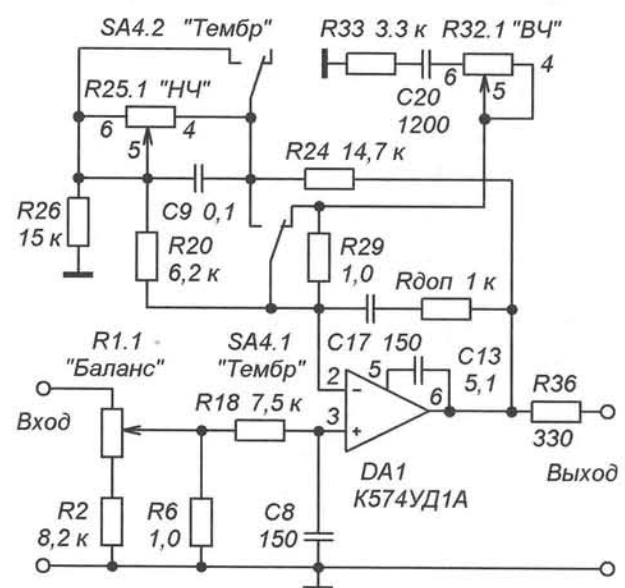 SA4.2 "Тембр"
R33 3.3 к R32.1 "ВЧ"
R25.1 "НЧ"
6 4
5
6 5 4
C20
1200
R24 14,7 к
R26
15 к
C9 0,1
R20
6,2 к
R29
1,0
Rдоп 1 к
R1.1
"Баланс"
SA4.1
"Тембр"
C17 150
C13
5,1
5
2
6
3
R36
330
Вход
R18 7,5 к
DA1
К574УД1А
Выход
R2
8,2 к
R6
1,0
C8
150